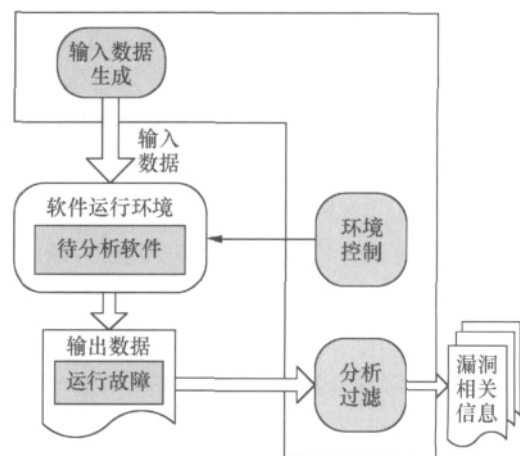 输入数据
生成
输入
数据
软件运行环境
待分析软件
环境
控制
输出数据
运行故障
分析
过滤
漏洞
相关
信息